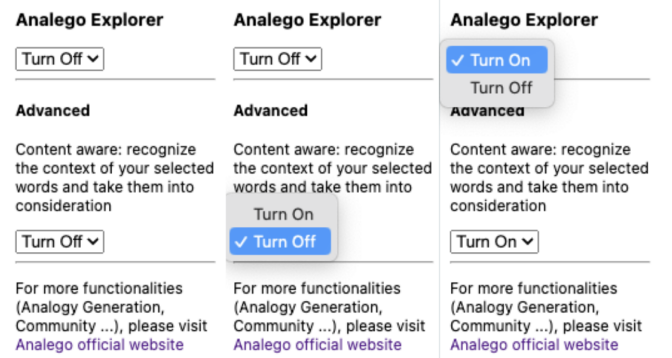 Analego Explorer
Turn Off
Advanced
Content aware: recognize
the context of your selected
words and take them into
consideration
Turn Off
For more functionalities
(Analogy Generation,
Community ...), please visit
Analego official website
Analego Explorer
Turn Off
Advanced
Content aware: recognize
the context of your selected
words and take them into
Turn On
✓ Turn Off
For more functionalities
(Analogy Generation,
Community ...), please visit
Analego official website
Analego Explorer
✓ Turn On
Turn Off
Advanced
Content aware: recognize
the context of your selected
words and take them into
consideration
Turn On
For more functionalities
(Analogy Generation,
Community ...), please visit
Analego official website